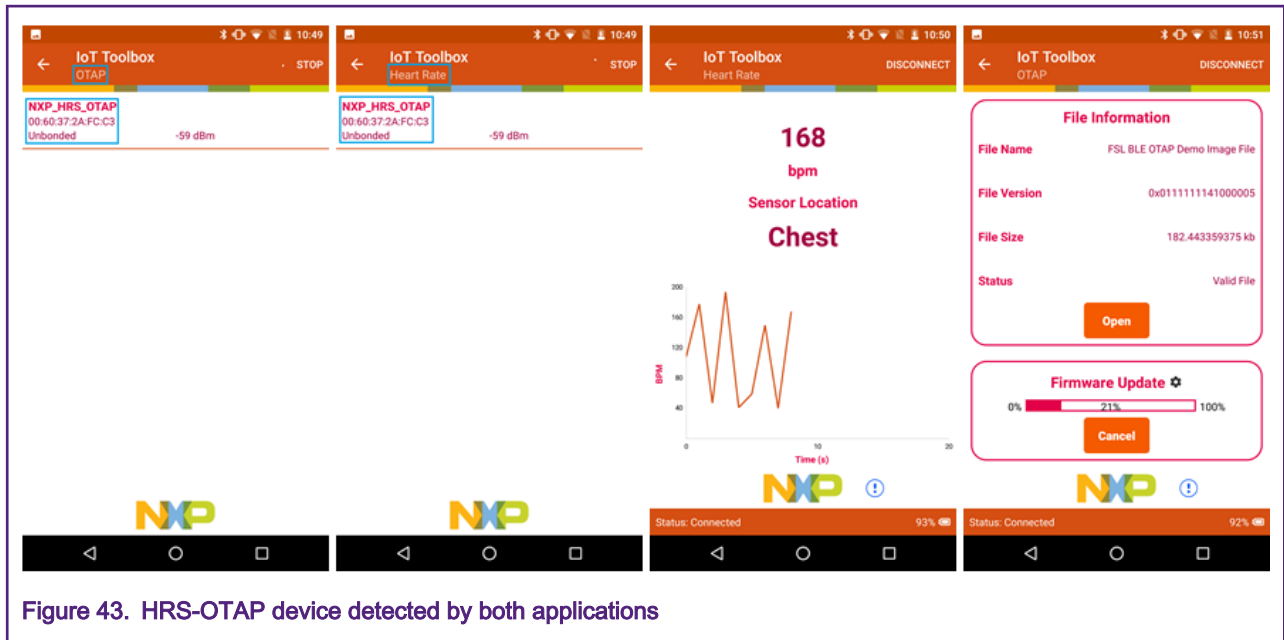 10:49
IoT Toolbox
OTAP
STOP
NXP_HRS_OTAP
00:60:37:2A:FC:C3
Unbonded
-59 dBm
NXP
10:49
IoT Toolbox
Heart Rate
STOP
NXP_HRS_OTAP
00:60:37:2A:FC:C3
Unbonded
-59 dBm
NXP
10:50
IoT Toolbox
Heart Rate
DISCONNECT
168
bpm
Sensor Location
Chest
200
160
120
80
40
BPM
0 10 20
Time (s)
NXP
Status: Connected 93%
10:51
IoT Toolbox
OTAP
DISCONNECT
File Information
File Name FSL BLE OTAP Demo Image File
File Version 0x0111111141000005
File Size 182.443359375 kb
Status Valid File
Open
Firmware Update
0% 21% 100%
Cancel
NXP
Status: Connected 92%
Figure 43. HRS-OTAP device detected by both applications